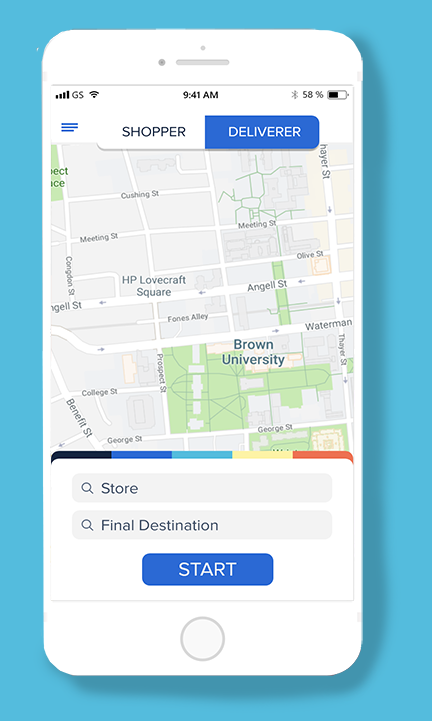 GS 9:41 AM 58 %
SHOPPER DELIVERER
Thayer St
pect
ace
Cushing St
Meeting St
Meeting St
Olive St
Congdon St
HP Lovecraft
Square
Angell St
ngell St
Fones Alley
Waterman
Brown
University
Prospect St
Thayer St
College St
Benefit St
George St
George St
Store
Final Destination
START